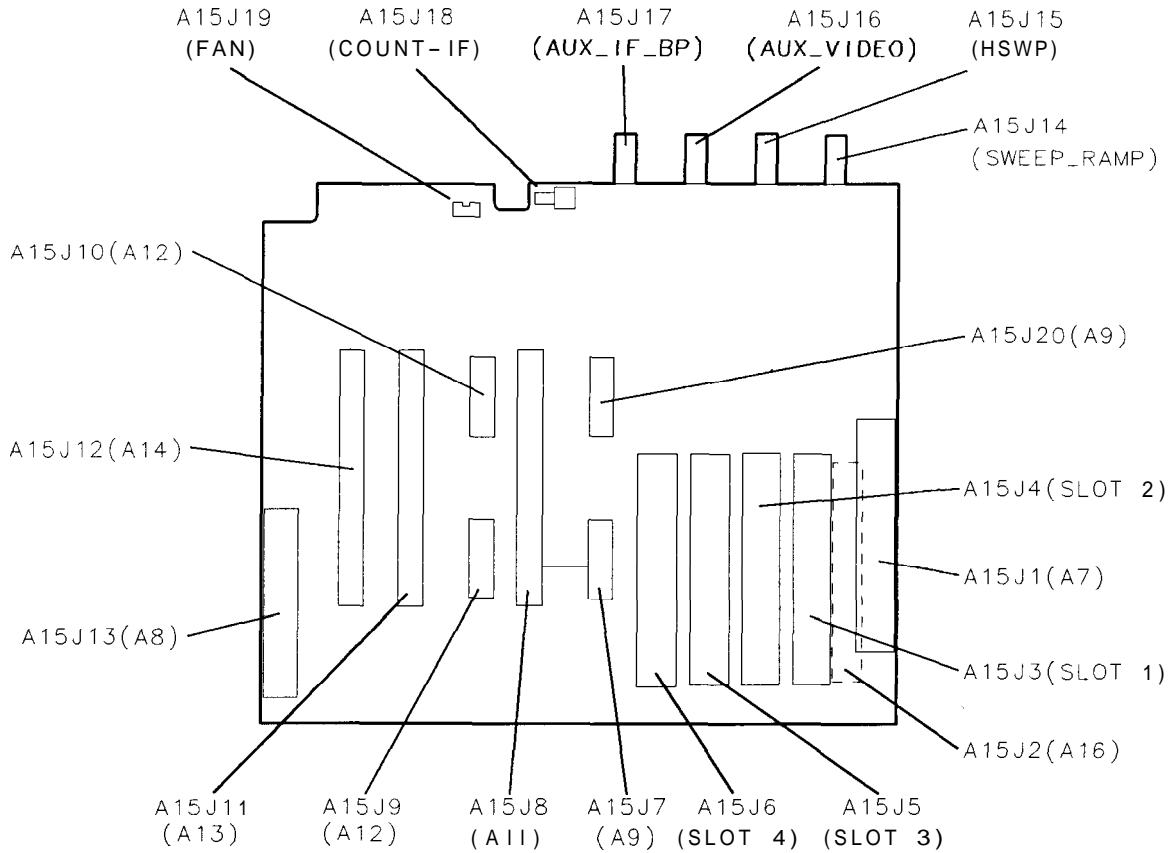 A15J19
(FAN)
A15J18
(COUNT-IF)
A15J17
(AUX_IF_BP)
A15J16
(AUX_VIDEO)
A15J15
(HSWP)
A15J14
(SWEEP_RAMP)
A15J10(A12)
A15J20(A9)
A15J12(A14)
A15J4(SLOT 2)
A15J1(A7)
A15J13(A8)
A15J3(SLOT 1)
A15J2(A16)
A15J11
(A13)
A15J9
(A12)
A15J8
(A11)
A15J7
(A9)
A15J6
(SLOT 4)
A15J5
(SLOT 3)